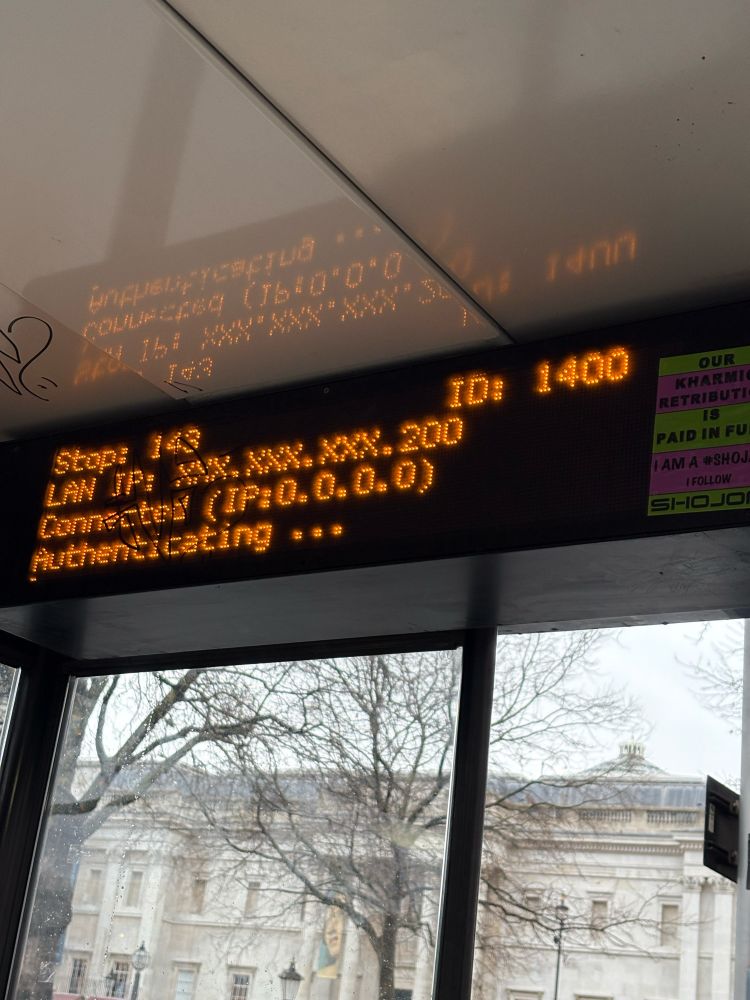 ID: 1400
Stop: 143
LAN IP: XXX.XXX.XXX.200
Connected (IP:0.0.0.0)
Authenticating ...
OUR
KHARMIC
RETRIBUTI
IS
PAID IN FU
I AM A #SHOJ
I FOLLOW
SHOJO